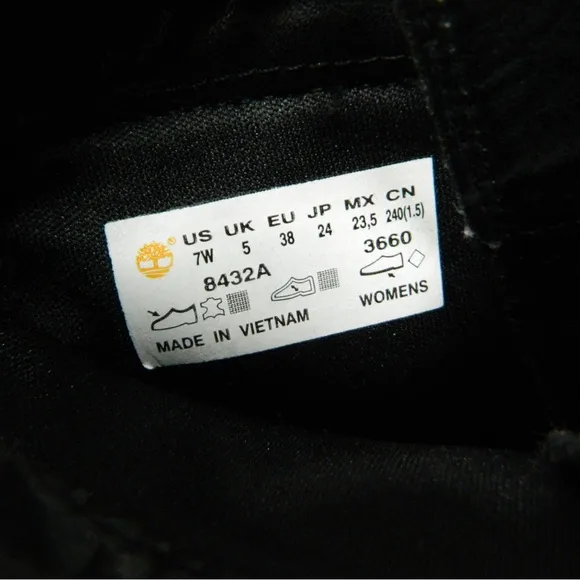 US UK EU JP MX CN
7W 5 38 24 23,5 240(1.5)
8432A 3660
WOMENS
MADE IN VIETNAM